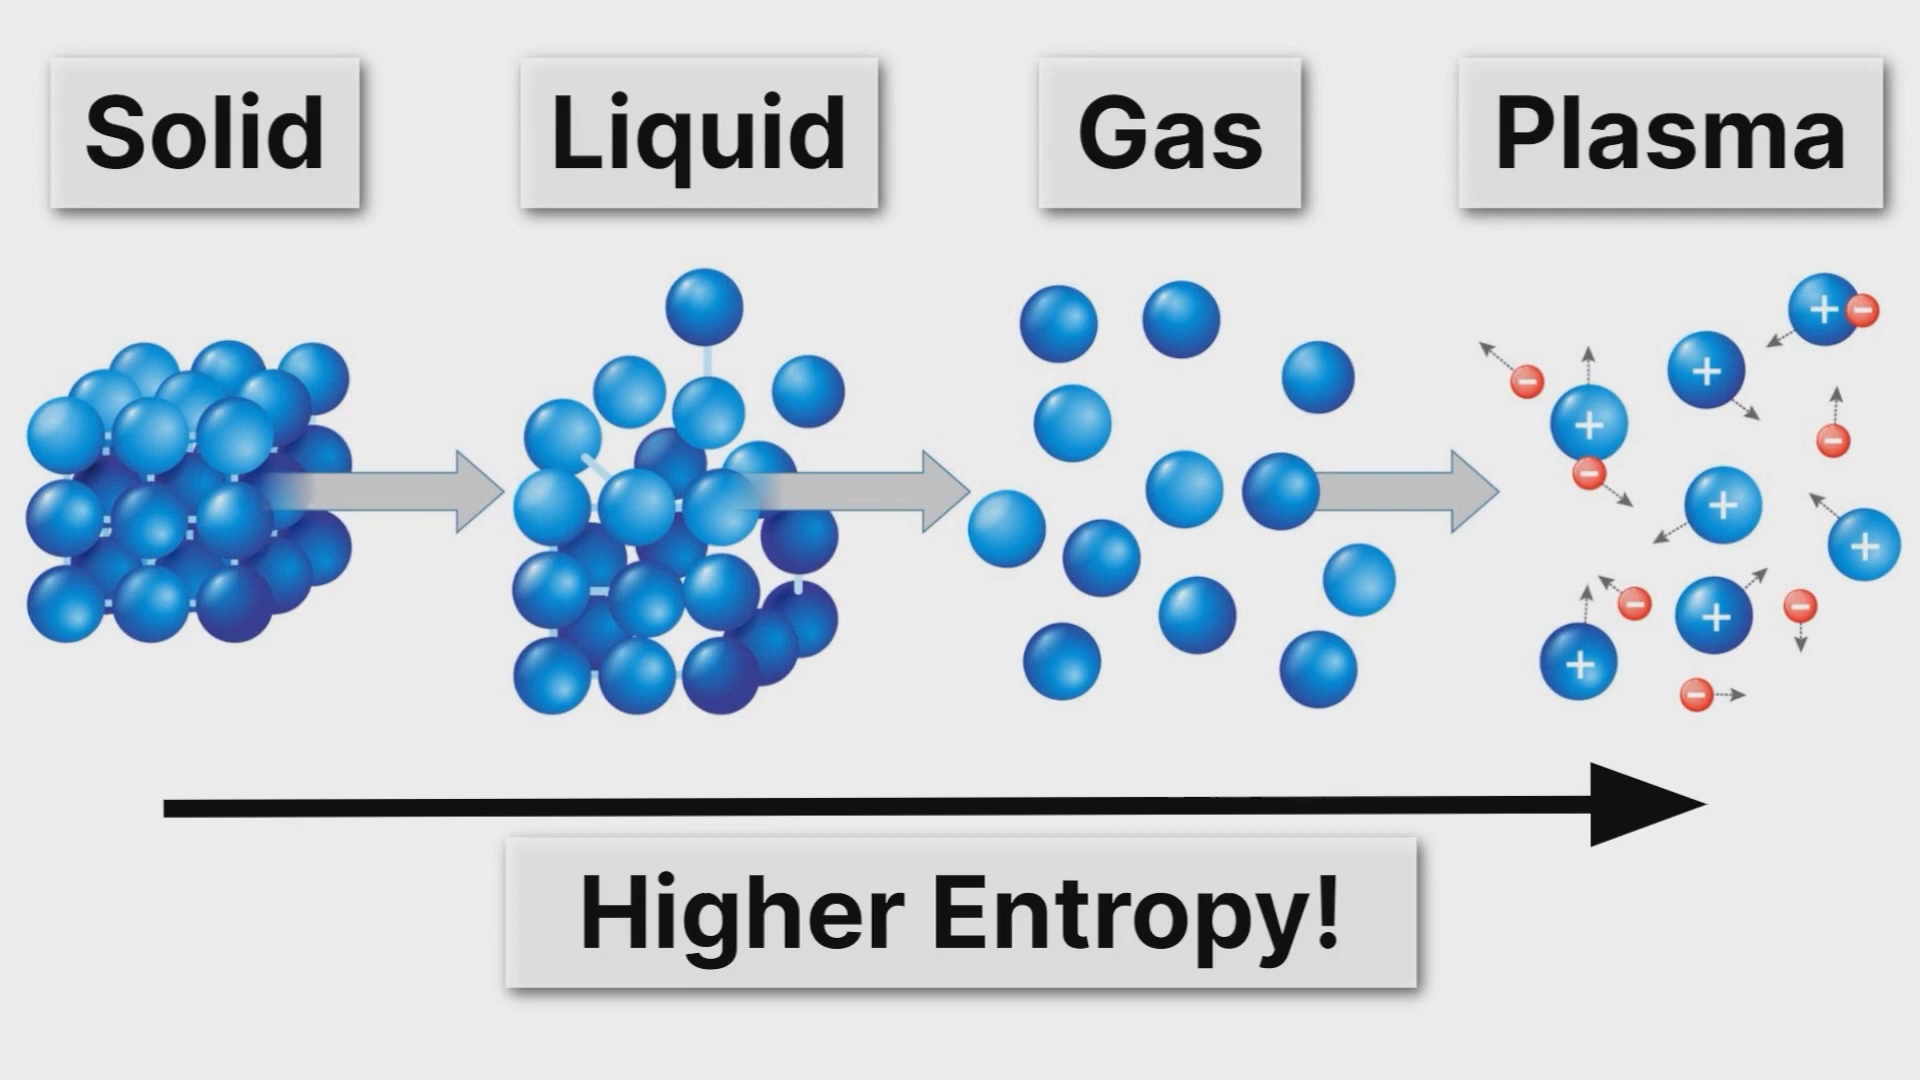 Solid
Liquid
Gas
Plasma
+
−
−
+
+
−
−
+
+
−
+
−
+
−
Higher Entropy!